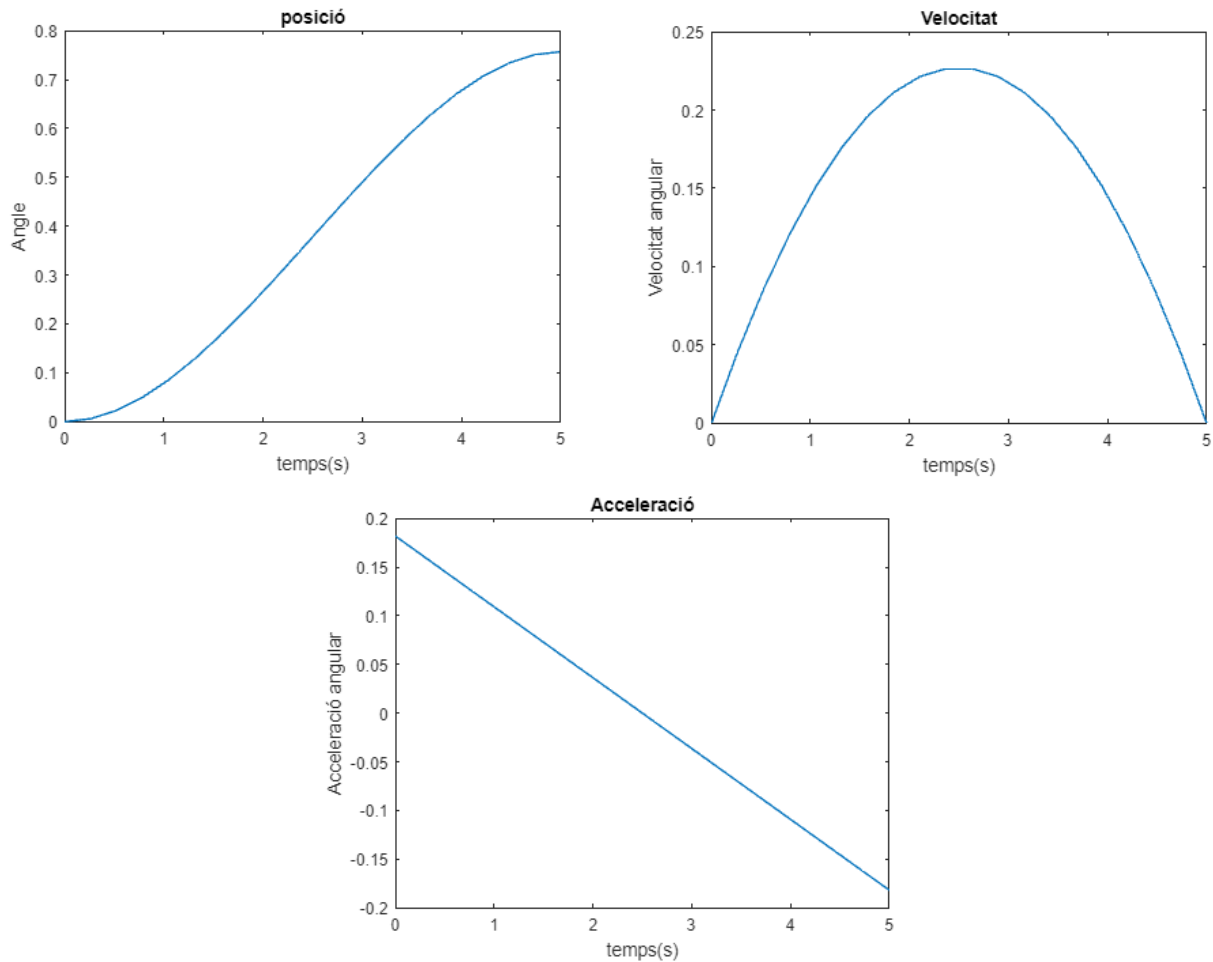 posició
0.8
0.7
0.6
0.5
0.4
0.3
0.2
0.1
0
Angle
0 1 2 3 4 5
temps(s)
Velocitat
0.25
0.2
0.15
0.1
0.05
0
Velocitat angular
0 1 2 3 4 5
temps(s)
Acceleració
0.2
0.15
0.1
0.05
0
-0.05
-0.1
-0.15
-0.2
Acceleració angular
0 1 2 3 4 5
temps(s)